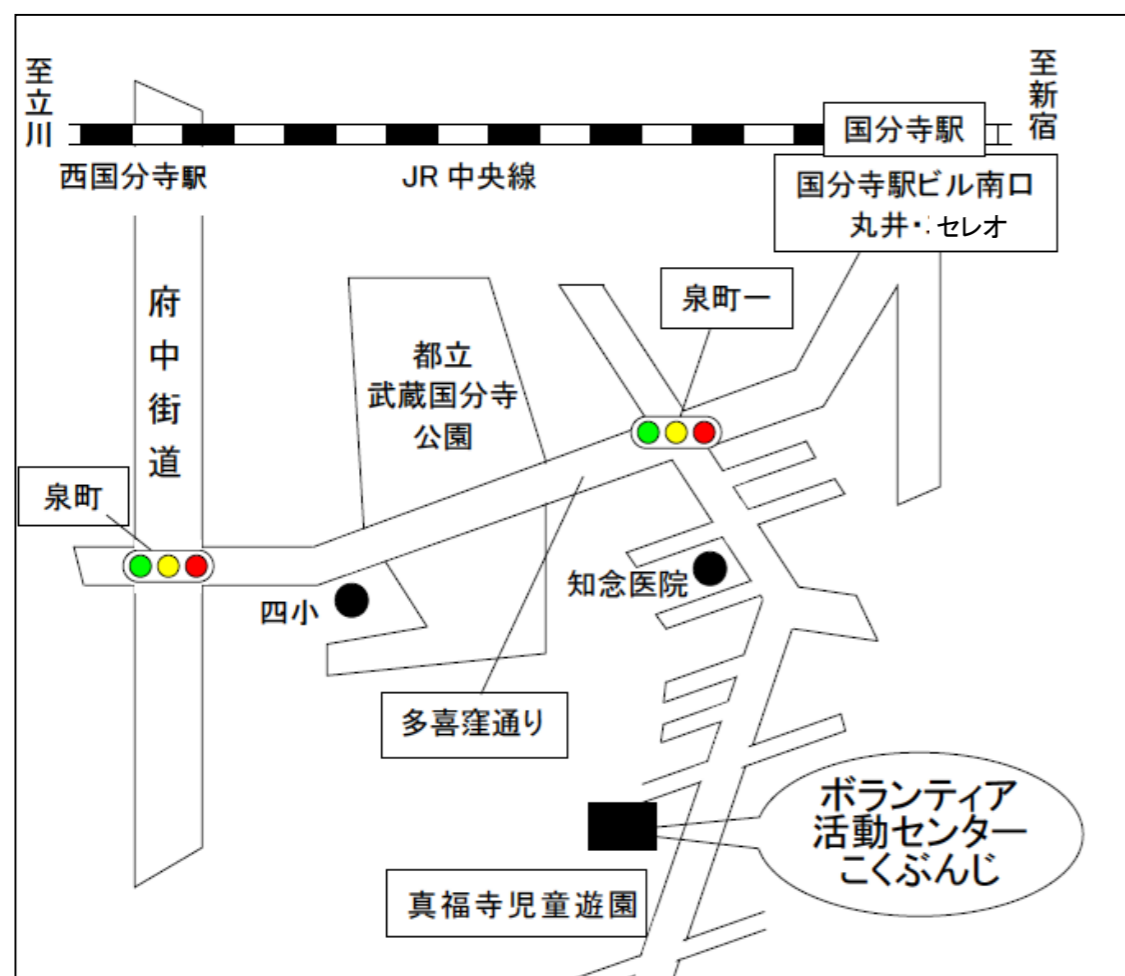 至立川
至新宿
国分寺駅
西国分寺駅
JR 中央線
国分寺駅ビル南口
丸井・セレオ
府中街道
泉町一
都立
武蔵国分寺
公園
泉町
四小
知念医院
多喜窪通り
ボランティア
活動センター
こくぶんじ
真福寺児童遊園